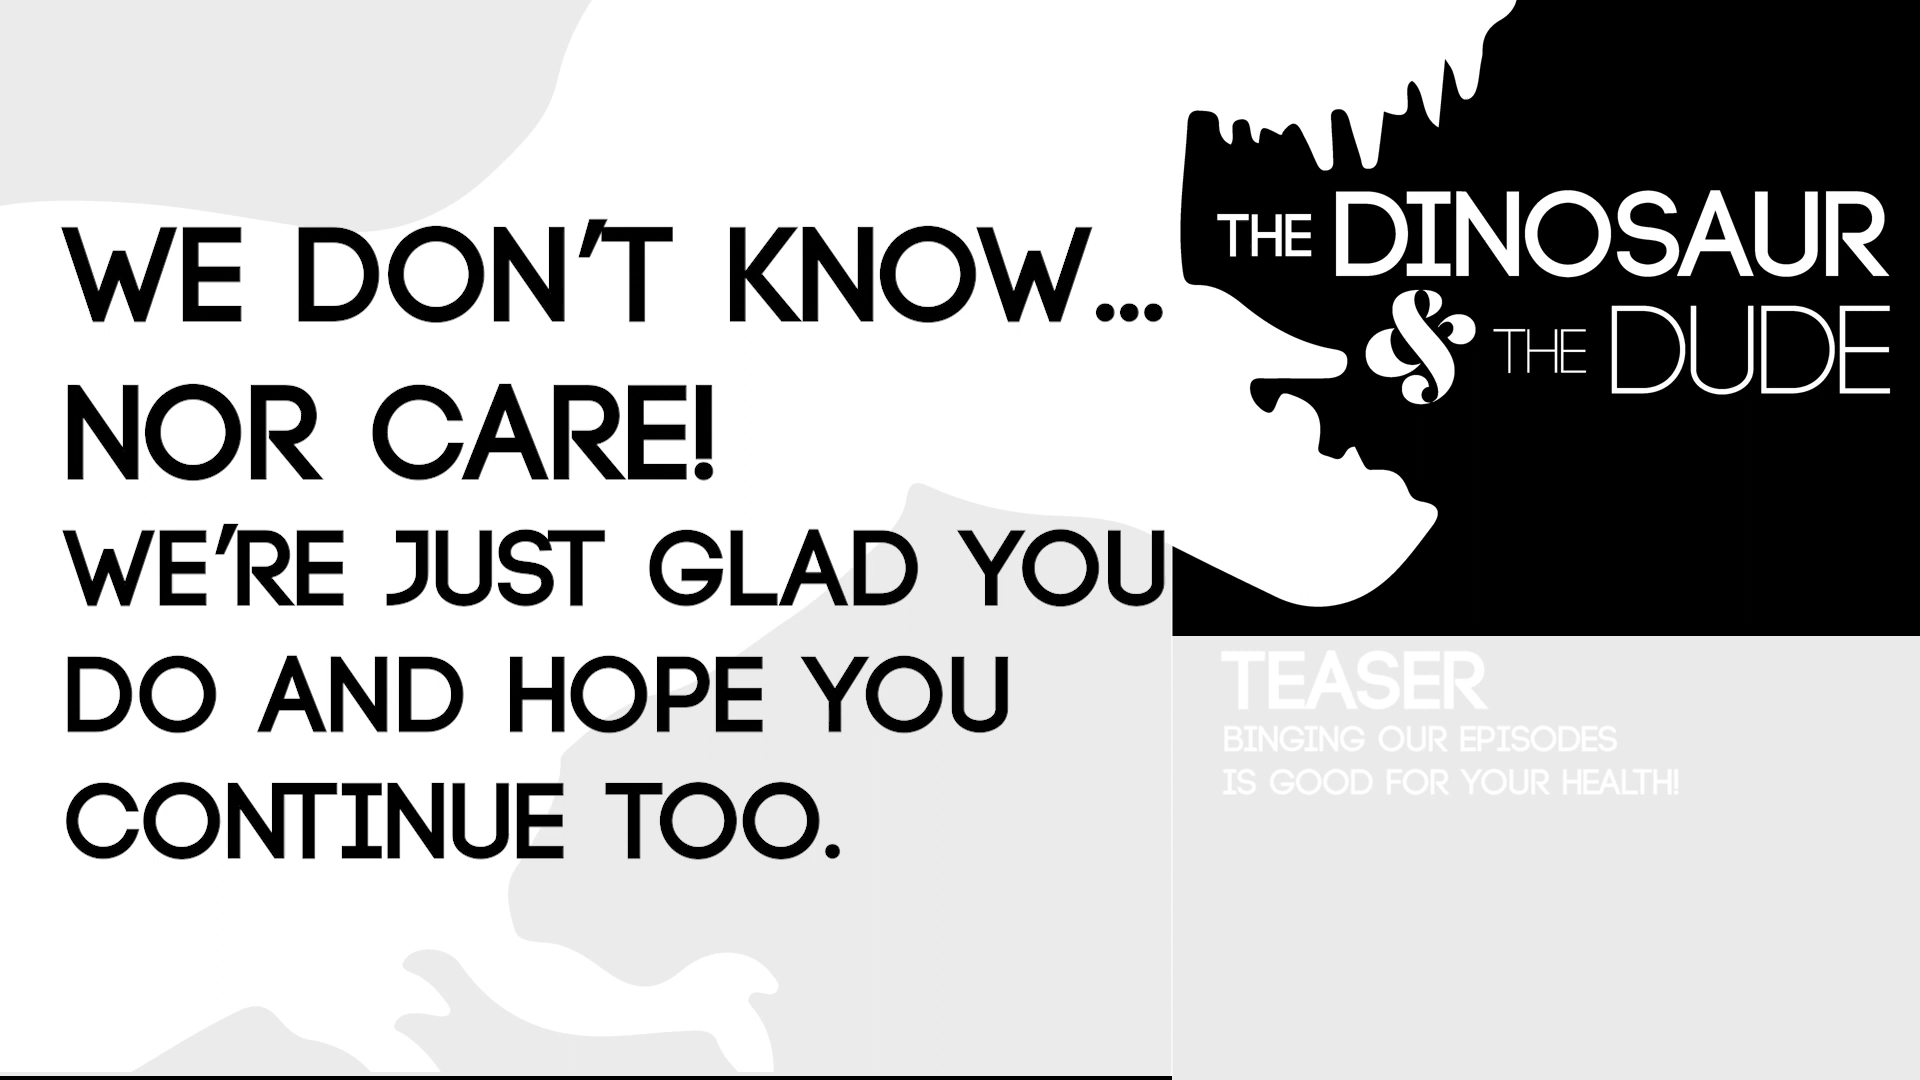 WE DON'T KNOW...
NOR CARE!
WE'RE JUST GLAD YOU
DO AND HOPE YOU
CONTINUE TOO.
THE DINOSAUR
& THE DUDE
TEASER
BINGING OUR EPISODES
IS GOOD FOR YOUR HEALTH!